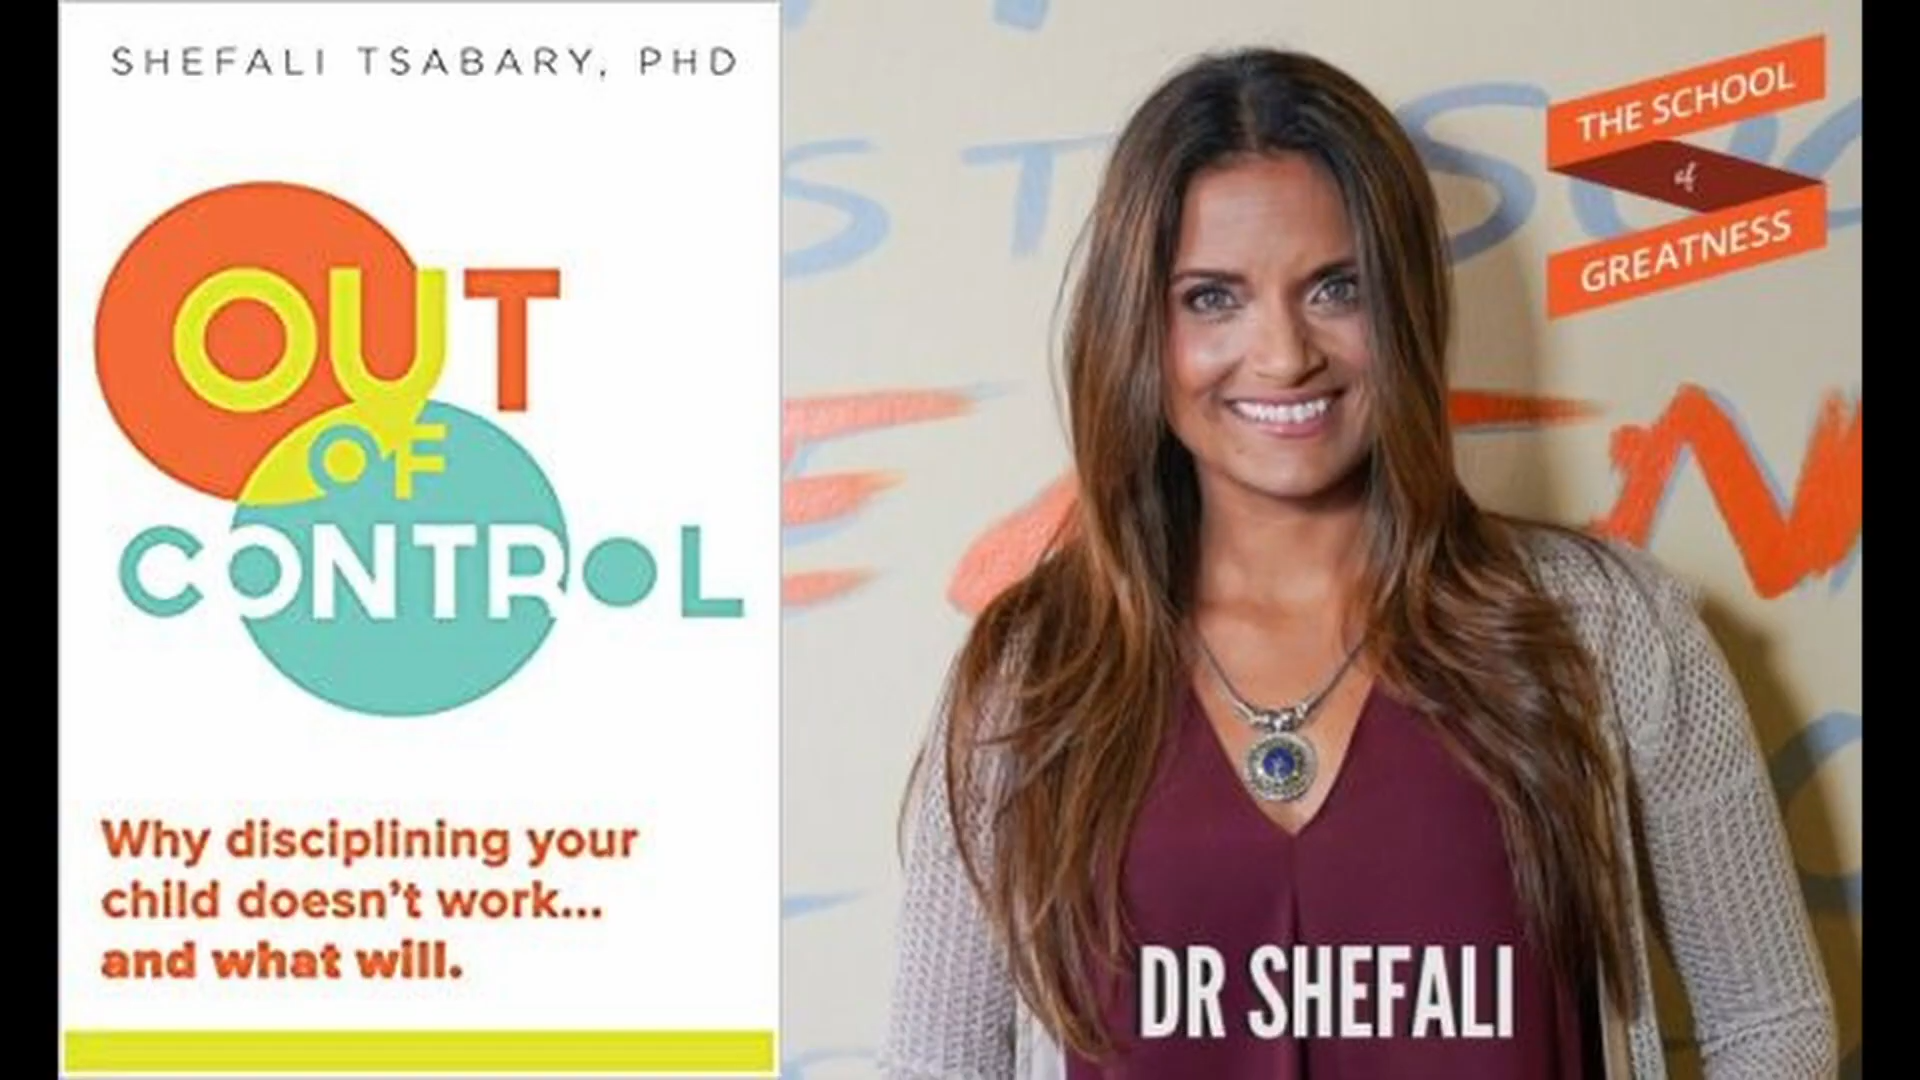 SHEFALI TSABARY, PHD
OUT
OF
CONTROL
Why disciplining your
child doesn't work...
and what will.
THE SCHOOL
of
GREATNESS
DR SHEFALI